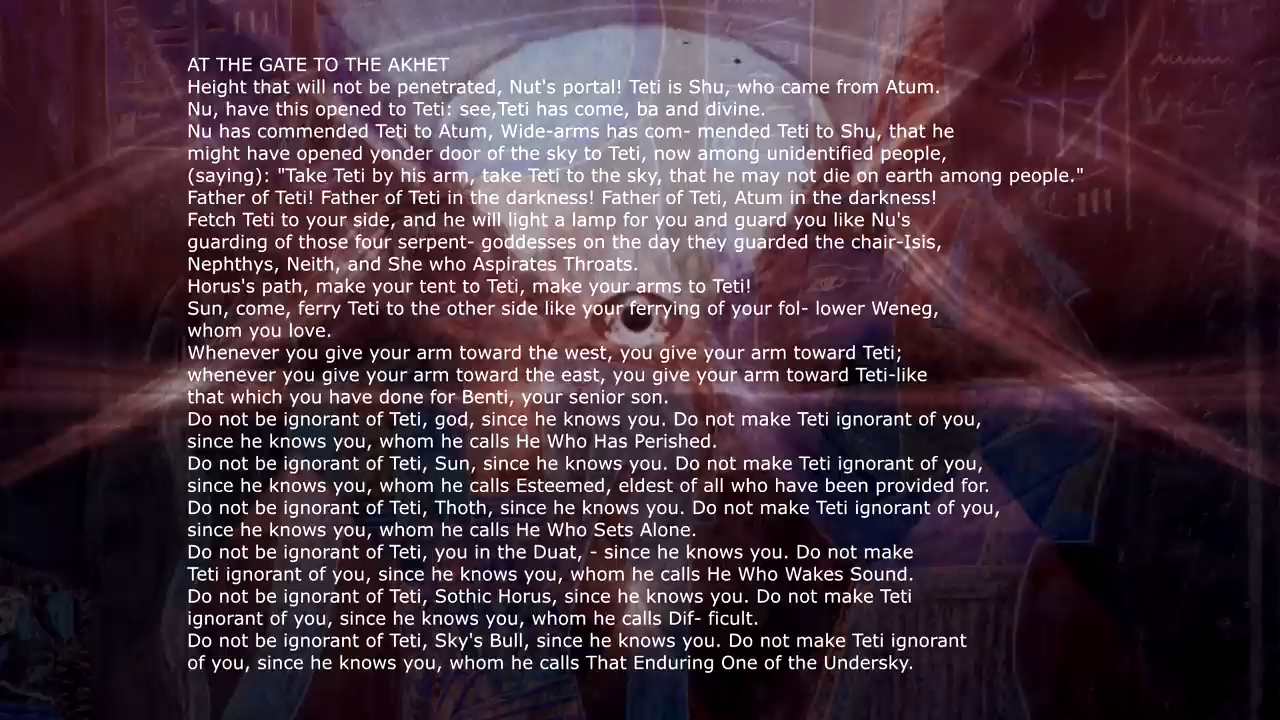 AT THE GATE TO THE AKHET
Height that will not be penetrated, Nut's portal! Teti is Shu, who came from Atum.
Nu, have this opened to Teti: see,Teti has come, ba and divine.
Nu has commended Teti to Atum, Wide-arms has com- mended Teti to Shu, that he
might have opened yonder door of the sky to Teti, now among unidentified people,
(saying): "Take Teti by his arm, take Teti to the sky, that he may not die on earth among people."
Father of Teti! Father of Teti in the darkness! Father of Teti, Atum in the darkness!
Fetch Teti to your side, and he will light a lamp for you and guard you like Nu's
guarding of those four serpent- goddesses on the day they guarded the chair-Isis,
Nephthys, Neith, and She who Aspirates Throats.
Horus's path, make your tent to Teti, make your arms to Teti!
Sun, come, ferry Teti to the other side like your ferrying of your fol- lower Weneg,
whom you love.
Whenever you give your arm toward the west, you give your arm toward Teti;
whenever you give your arm toward the east, you give your arm toward Teti-like
that which you have done for Benti, your senior son.
Do not be ignorant of Teti, god, since he knows you. Do not make Teti ignorant of you,
since he knows you, whom he calls He Who Has Perished.
Do not be ignorant of Teti, Sun, since he knows you. Do not make Teti ignorant of you,
since he knows you, whom he calls Esteemed, eldest of all who have been provided for.
Do not be ignorant of Teti, Thoth, since he knows you. Do not make Teti ignorant of you,
since he knows you, whom he calls He Who Sets Alone.
Do not be ignorant of Teti, you in the Duat, - since he knows you. Do not make
Teti ignorant of you, since he knows you, whom he calls He Who Wakes Sound.
Do not be ignorant of Teti, Sothic Horus, since he knows you. Do not make Teti
ignorant of you, since he knows you, whom he calls Dif- ficult.
Do not be ignorant of Teti, Sky's Bull, since he knows you. Do not make Teti ignorant
of you, since he knows you, whom he calls That Enduring One of the Undersky.